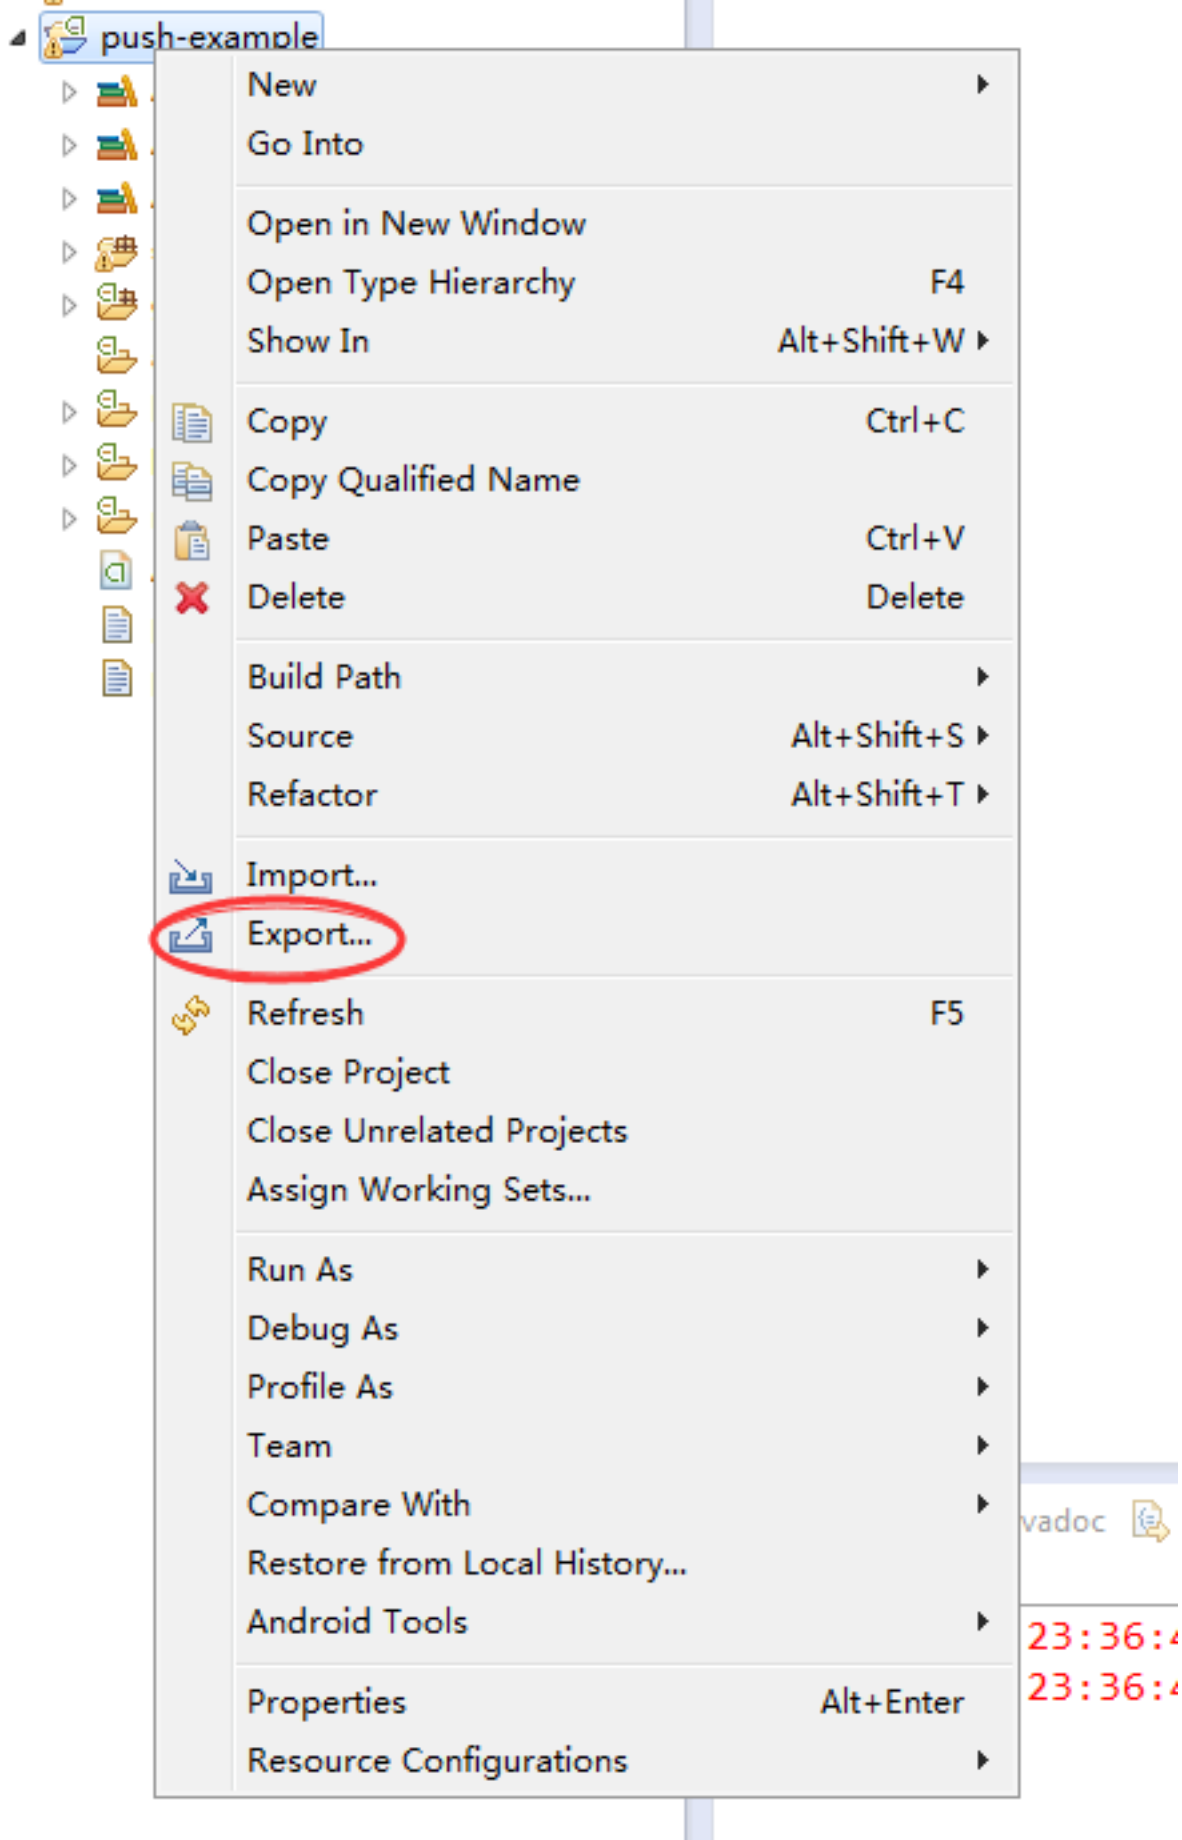 push-example
New
Go Into
Open in New Window
Open Type Hierarchy F4
Show In Alt+Shift+W
Copy Ctrl+C
Copy Qualified Name
Paste Ctrl+V
Delete Delete
Build Path
Source Alt+Shift+S
Refactor Alt+Shift+T
Import...
Export...
Refresh F5
Close Project
Close Unrelated Projects
Assign Working Sets...
Run As
Debug As
Profile As
Team
Compare With
vadoc
Restore from Local History...
Android Tools
23:36:4
23:36:4
Properties Alt+Enter
Resource Configurations